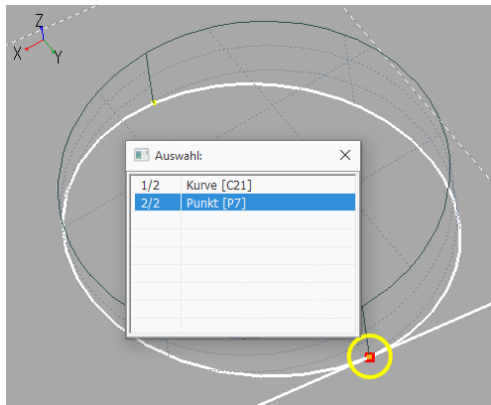 Z
X Y
Auswahl:
1/2 Kurve [C21]
2/2 Punkt [P7]